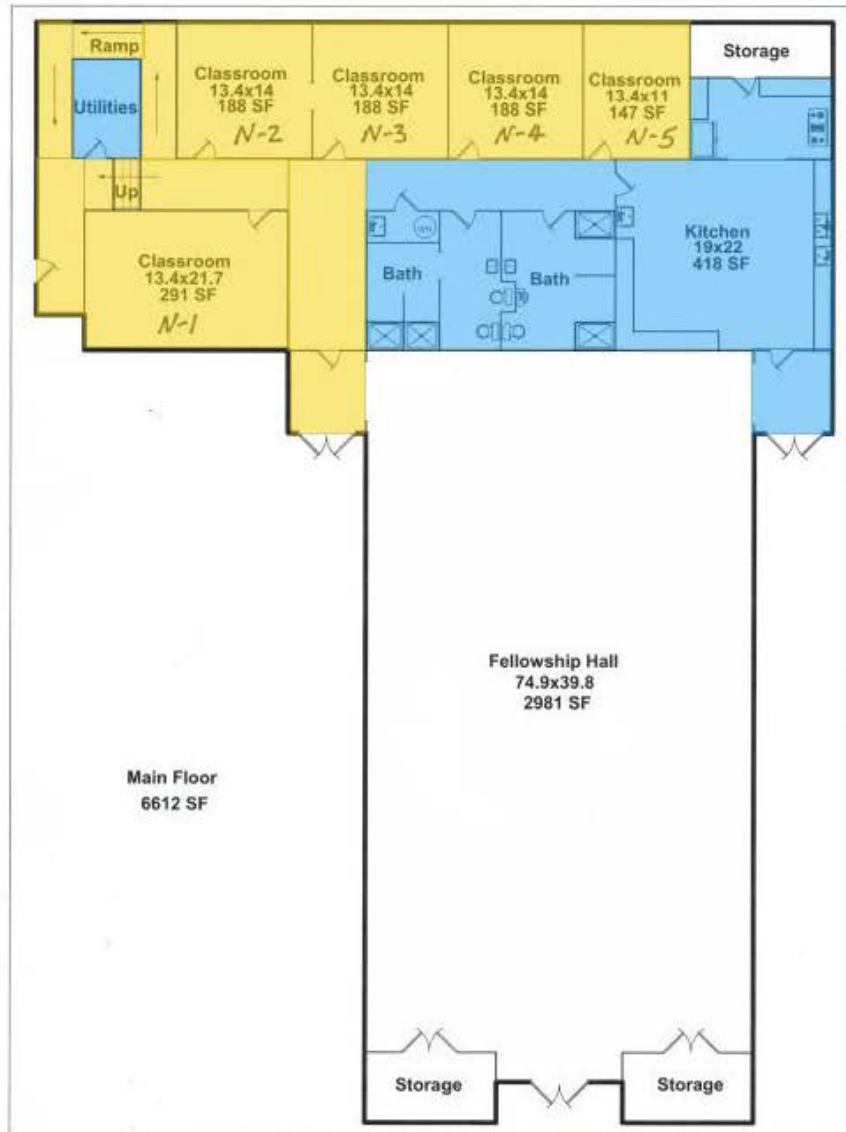 Ramp
Storage
Classroom
13.4x14
188 SF
N-2
Classroom
13.4x14
188 SF
N-3
Classroom
13.4x14
188 SF
N-4
Classroom
13.4x11
147 SF
N-5
Utilities
Up
Classroom
13.4x21.7
291 SF
N-1
Bath
Bath
Kitchen
19x22
418 SF
Fellowship Hall
74.9x39.8
2981 SF
Main Floor
6612 SF
Storage
Storage